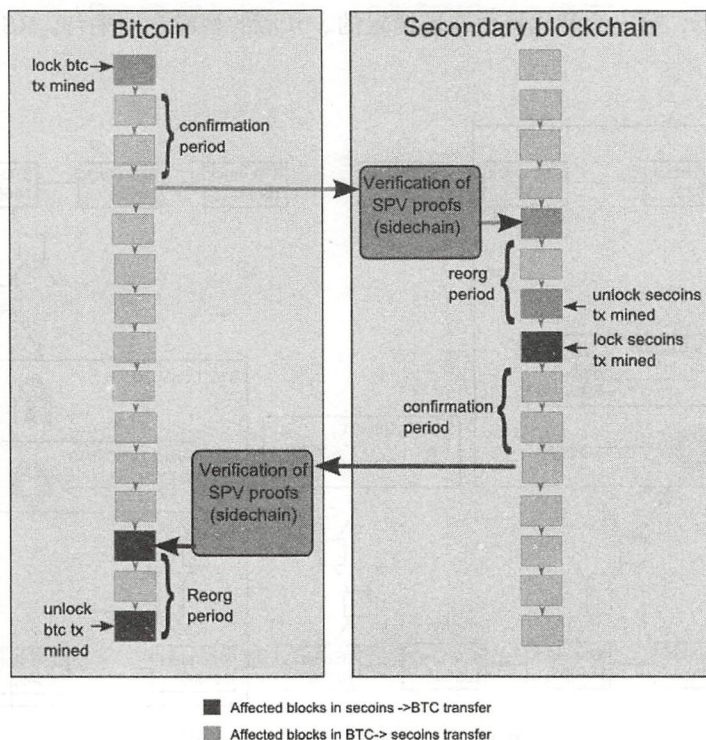 Bitcoin
lock btc
tx mined
confirmation
period
Reorg
period
unlock
btc tx
mined
Verification of
SPV proofs
(sidechain)
Secondary blockchain
Verification of
SPV proofs
(sidechain)
reorg
period
unlock secoins
tx mined
lock secoins
tx mined
confirmation
period
Affected blocks in secoins ->BTC transfer
Affected blocks in BTC-> secoins transfer